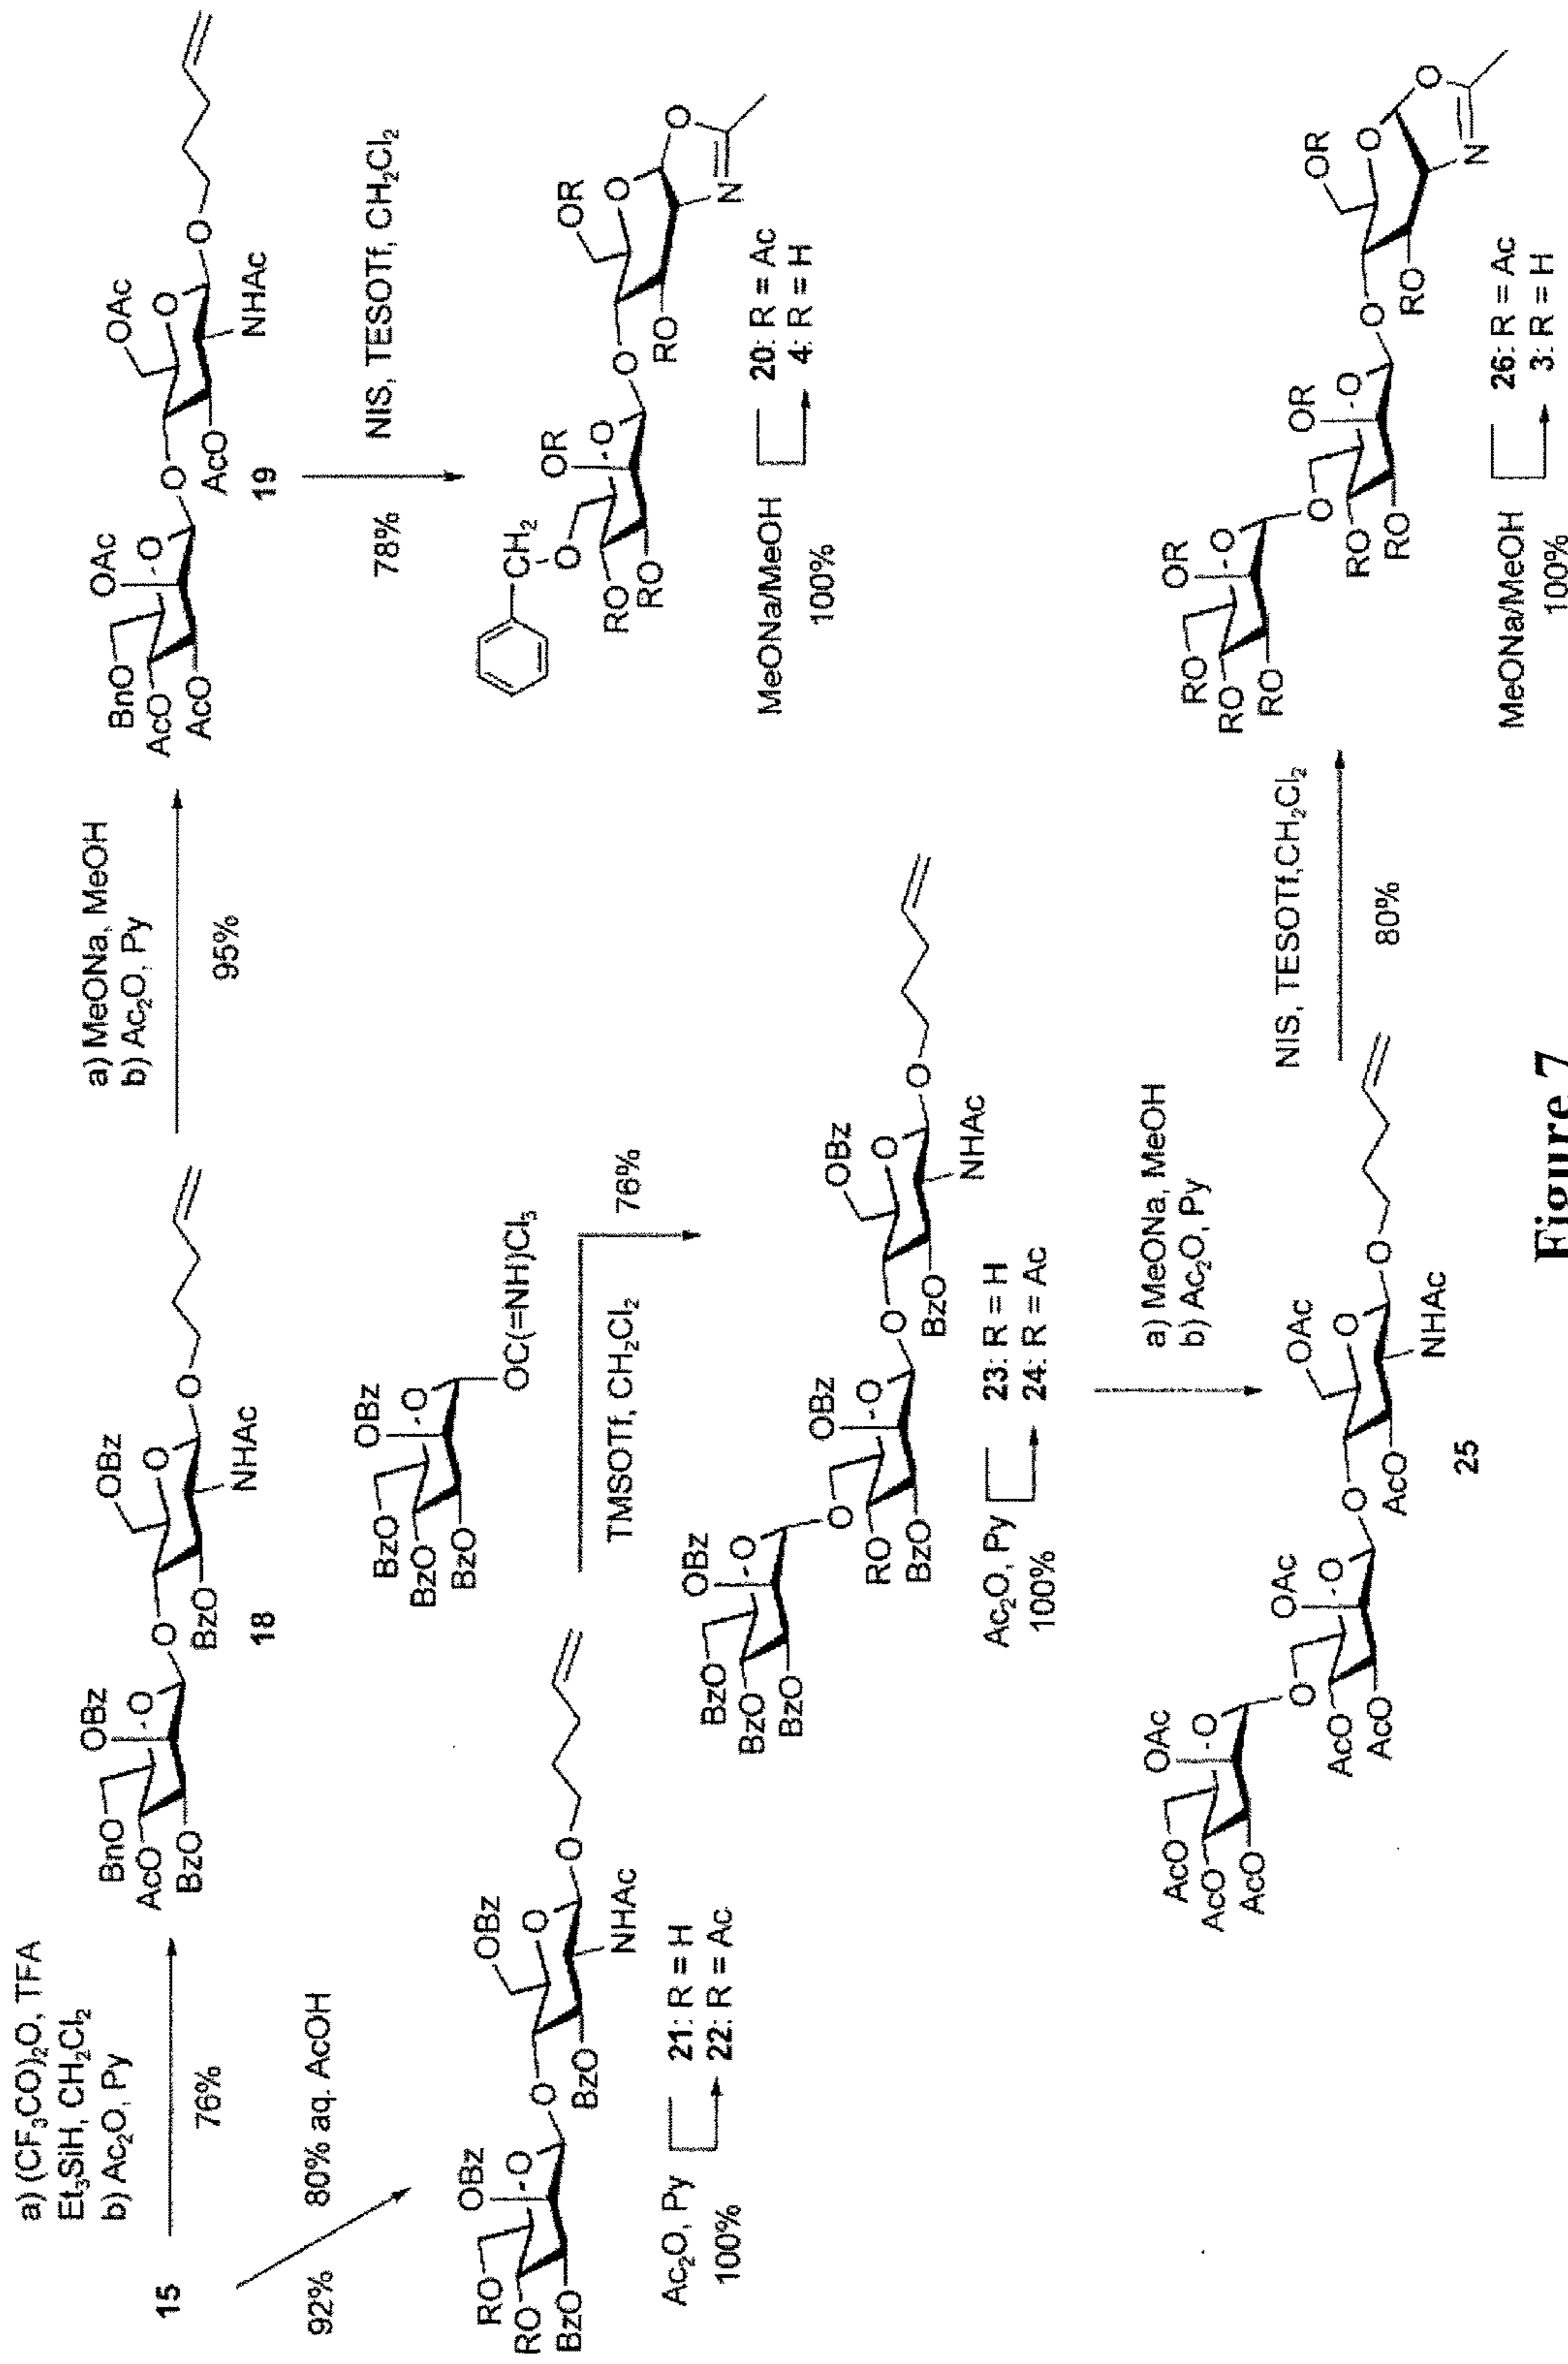 15
a) (CF₃CO)₂O, TFA
Et₃SiH, CH₂Cl₂
b) Ac₂O, Py
76%
BnO
AcO
BzO
OBz
O
O
BzO
OBz
O
NHAc
O
18
a) MeONa, MeOH
b) Ac₂O, Py
95%
BnO
AcO
AcO
OAc
O
O
AcO
OAc
O
NHAc
O
19
78%
NIS, TESOTf, CH₂Cl₂
CH₂
O
RO
RO
OR
O
O
RO
OR
O
O
N
MeONa/MeOH
100%
20: R = Ac
4: R = H
92%
80% aq. AcOH
RO
RO
BzO
OBz
O
O
BzO
OBz
O
NHAc
O
Ac₂O, Py
100%
21: R = H
22: R = Ac
BzO
BzO
BzO
OBz
O
OC(=NH)Cl₃
TMSOTf, CH₂Cl₂
76%
BzO
BzO
BzO
OBz
O
O
RO
BzO
OBz
O
O
BzO
OBz
O
NHAc
O
Ac₂O, Py
100%
23: R = H
24: R = Ac
a) MeONa, MeOH
b) Ac₂O, Py
AcO
AcO
AcO
OAc
O
O
AcO
AcO
OAc
O
O
AcO
OAc
O
NHAc
O
25
NIS, TESOTf,CH₂Cl₂
80%
RO
RO
RO
OR
O
O
RO
RO
OR
O
O
RO
OR
O
O
N
MeONa/MeOH
100%
26: R = Ac
3: R = H
Figure 7